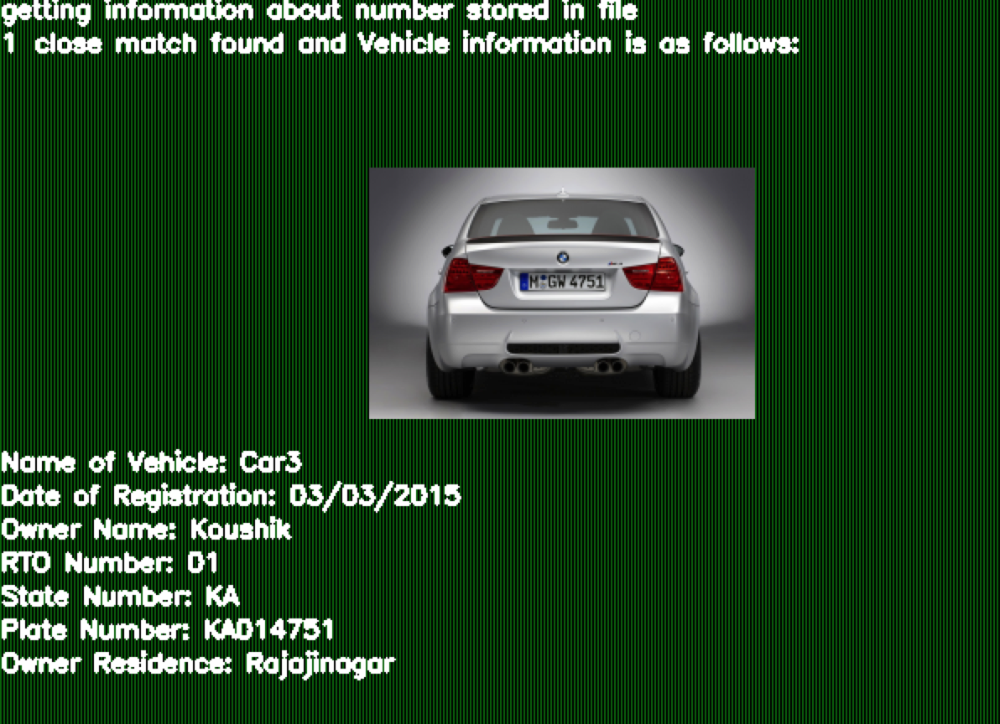 getting information about number stored in file
1 close match found and Vehicle information is as follows:
M GW 4751
Name of Vehicle: Car3
Date of Registration: 03/03/2015
Owner Name: Koushik
RTO Number: 01
State Number: KA
Plate Number: KA014751
Owner Residence: Rajajinagar